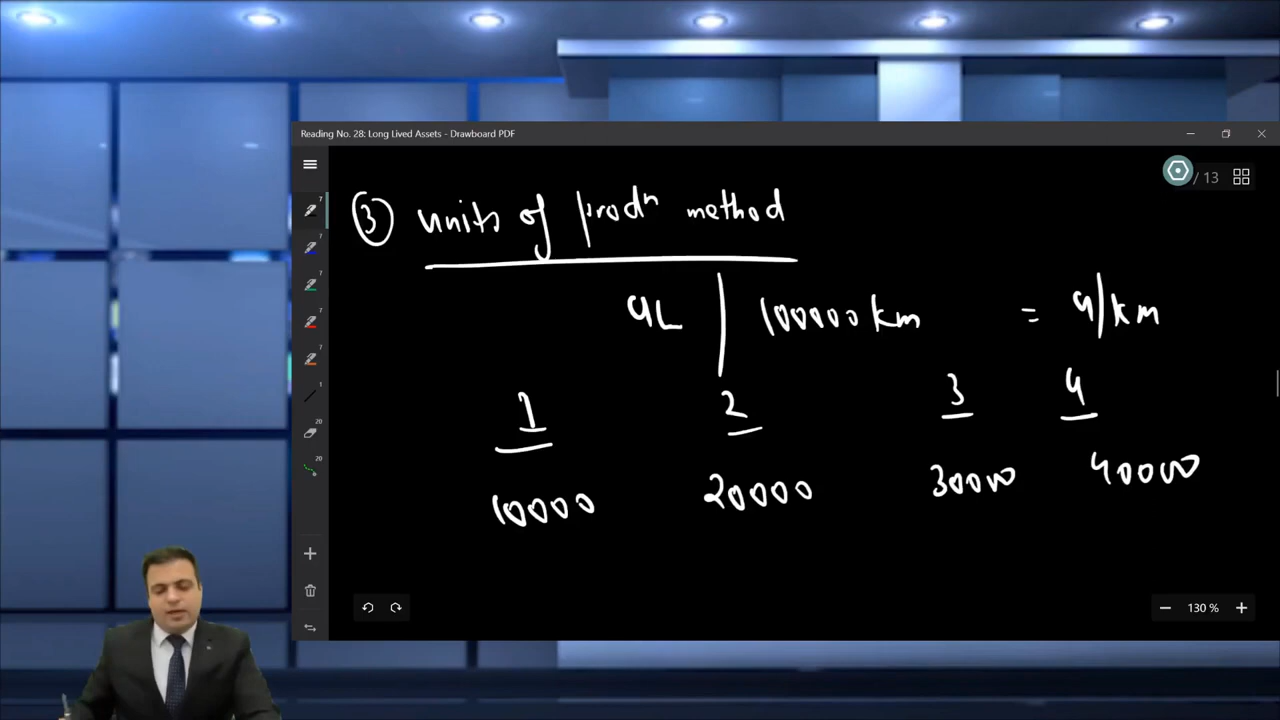 Reading No. 28: Long Lived Assets - Drawboard PDF
/ 13
③ units of prodⁿ method
4L | 100000 km = 4/km
1 2 3 4
10000 20000 30000 40000
130 %